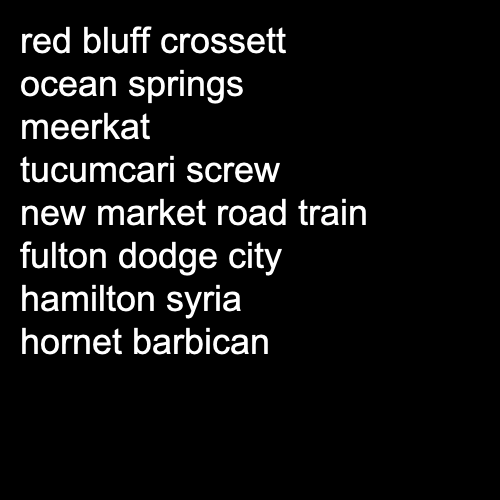 red bluff crossett
ocean springs
meerkat
tucumcari screw
new market road train
fulton dodge city
hamilton syria
hornet barbican